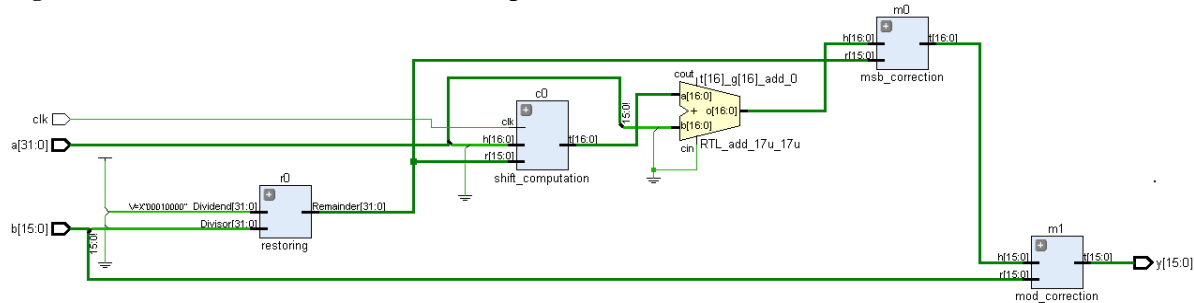 m0
h[16:0]
t[16:0]
r[15:0]
msb_correction
cout
t[16]_g[16]_add_0
a[16:0]
o[16:0]
+
b[16:0]
cin
RTL_add_17u_17u
15:0!
c0
clk
h[16:0]
t[16:0]
r[15:0]
shift_computation
clk
a[31:0]
r0
V=X"00010000" Dividend[31:0]
Remainder[31:0]
Divisor[31:0]
restoring
b[15:0]
15:0!
m1
h[15:0]
t[15:0]
r[15:0]
mod_correction
y[15:0]